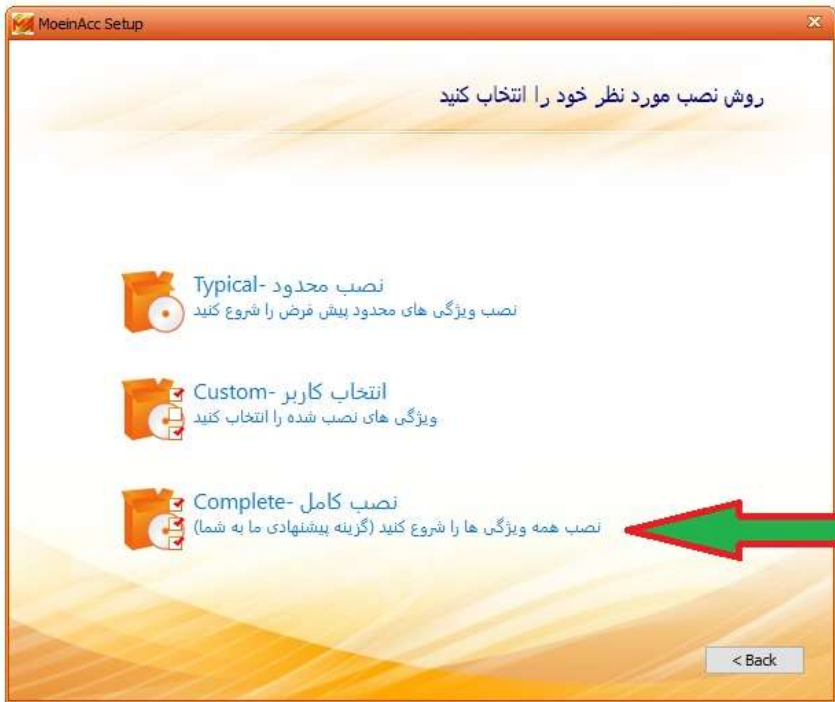 MoeinAcc Setup
روش نصب مورد نظر خود را انتخاب کنید
نصب محدود -Typical
نصب ویژگی های محدود پیش فرض را شروع کنید
انتخاب کاربر -Custom
ویژگی های نصب شده را انتخاب کنید
نصب کامل -Complete
نصب همه ویژگی ها را شروع کنید (گزینه پیشنهادی ما به شما)
< Back